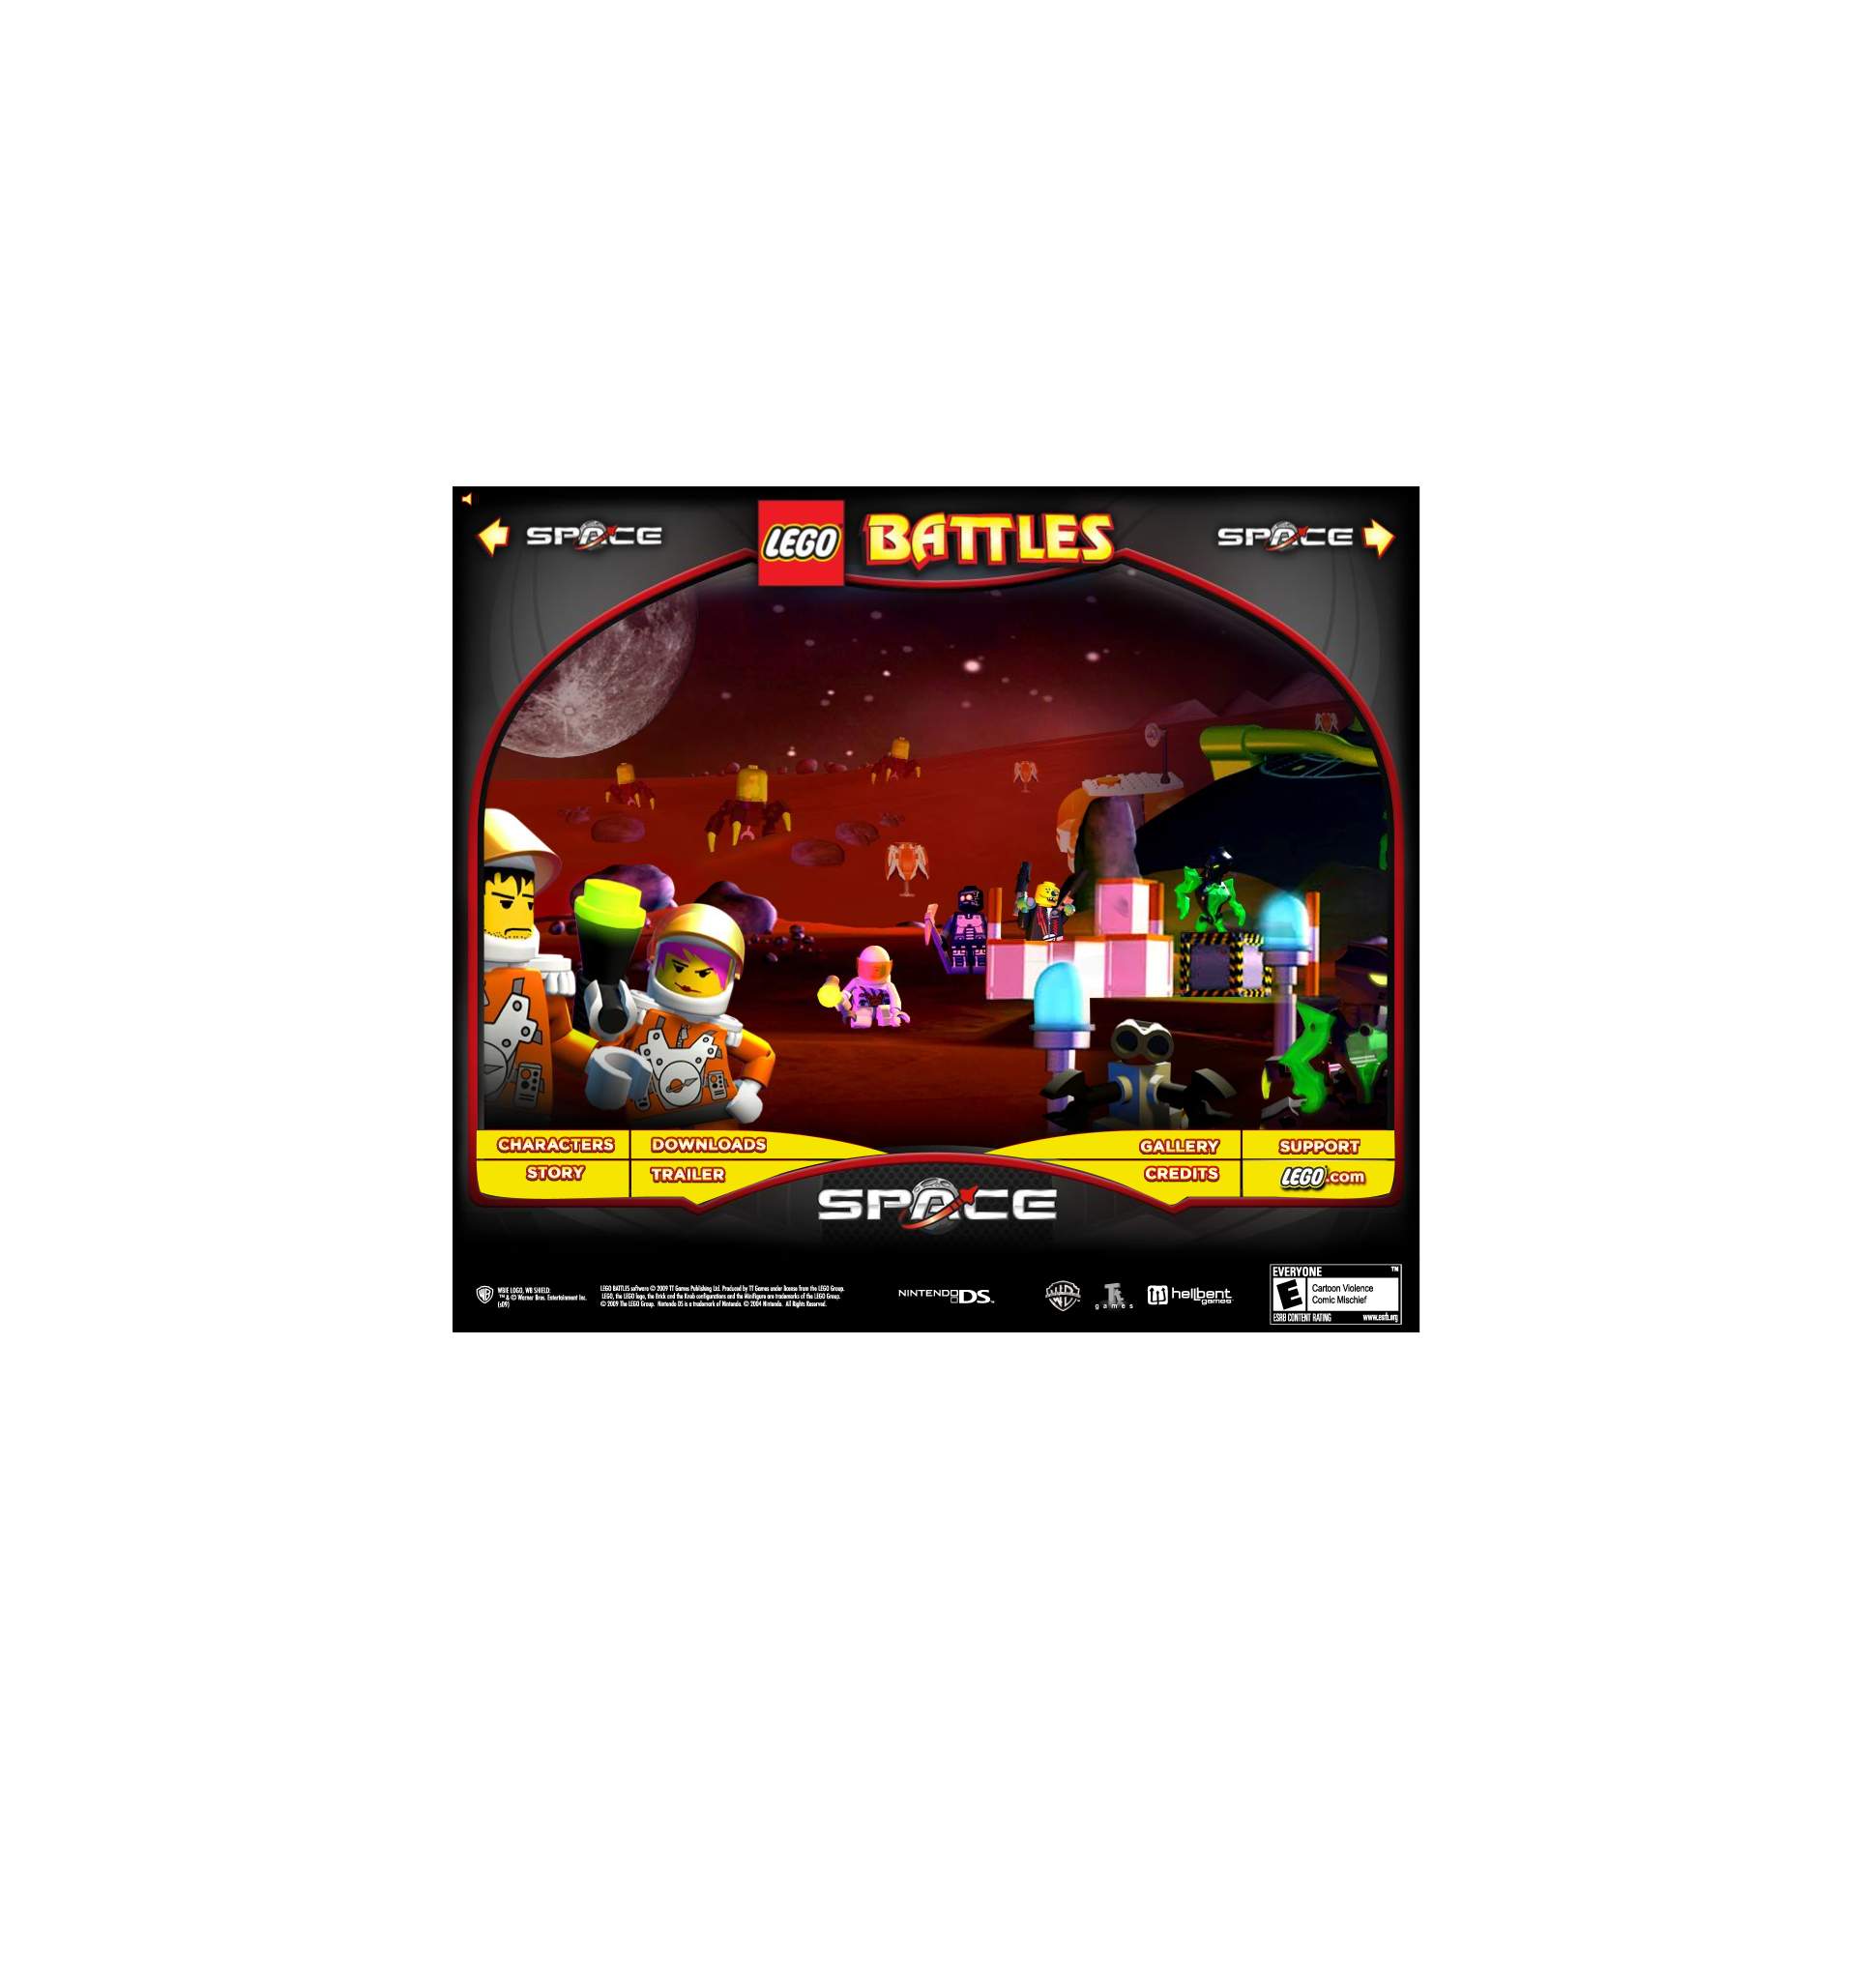 SPACE
LEGO
BATTLES
SPACE
CHARACTERS
DOWNLOADS
GALLERY
SUPPORT
STORY
TRAILER
CREDITS
LEGO.com
SPACE
WBIE LOGO, WB SHIELD:
™ & © Warner Bros. Entertainment Inc.
(s09)
LEGO BATTLES software © 2009 TT Games Publishing Ltd. Produced by TT Games under license from the LEGO Group.
LEGO, the LEGO logo, the Brick and the Knob configurations and the Minifigure are trademarks of the LEGO Group.
© 2009 The LEGO Group. Nintendo DS is a trademark of Nintendo. © 2004 Nintendo. All Rights Reserved.
NINTENDO DS™
games
hellbent
games
EVERYONE ™
E
Cartoon Violence
Comic Mischief
ESRB CONTENT RATING www.esrb.org